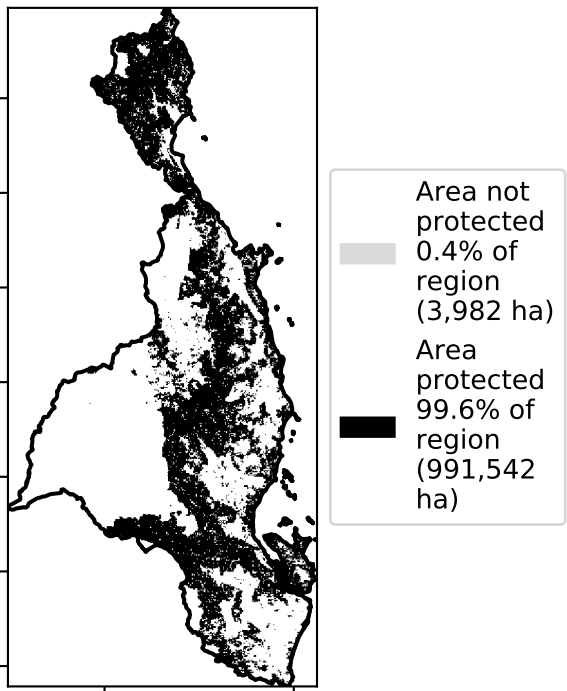 Area not
protected
0.4% of
region
(3,982 ha)
Area
protected
99.6% of
region
(991,542
ha)